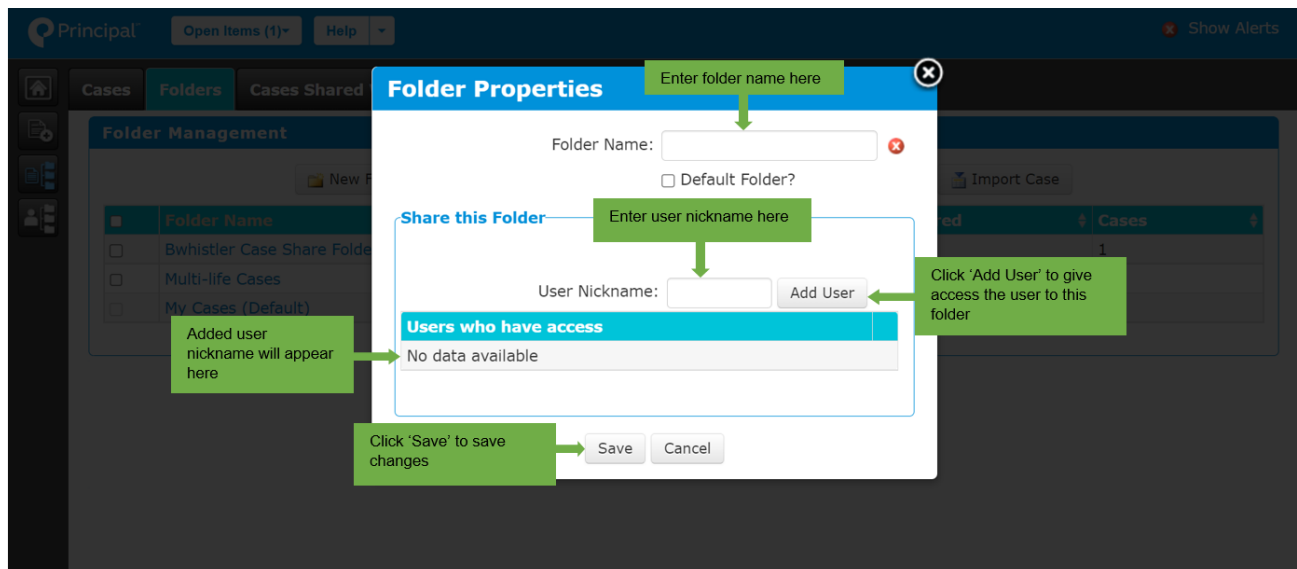 Principal
Open Items (1)
Help
Show Alerts
Cases
Folders
Cases Shared
Folder Properties
Enter folder name here
Folder Management
Folder Name:
New F
Default Folder?
Import Case
Folder Name
Share this Folder
Enter user nickname here
red
Cases
Bwhistler Case Share Folde
1
Multi-life Cases
User Nickname:
Add User
Click ‘Add User’ to give
access the user to this
folder
My Cases (Default)
Users who have access
Added user
nickname will appear
here
No data available
Click ‘Save’ to save
changes
Save
Cancel